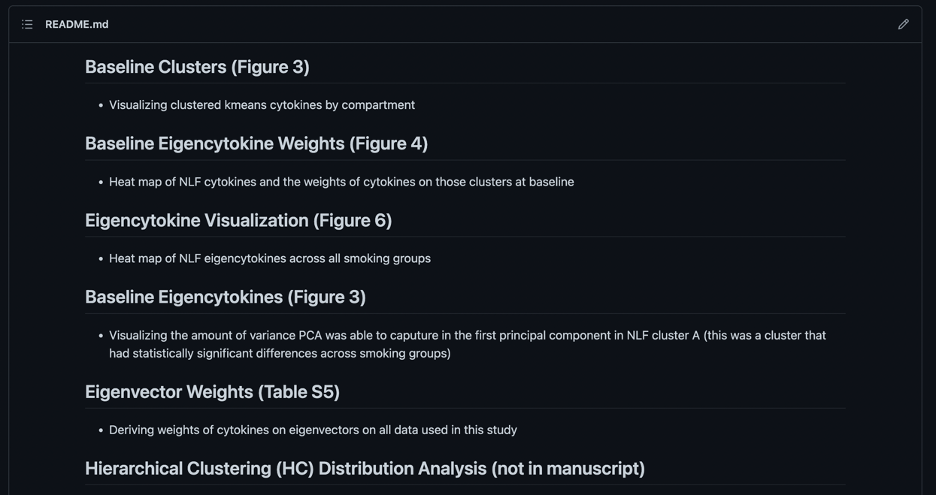 README.md
Baseline Clusters (Figure 3)
Visualizing clustered kmeans cytokines by compartment
Baseline Eigencytokine Weights (Figure 4)
Heat map of NLF cytokines and the weights of cytokines on those clusters at baseline
Eigencytokine Visualization (Figure 6)
Heat map of NLF eigencytokines across all smoking groups
Baseline Eigencytokines (Figure 3)
Visualizing the amount of variance PCA was able to caputure in the first principal component in NLF cluster A (this was a cluster that
had statistically significant differences across smoking groups)
Eigenvector Weights (Table S5)
Deriving weights of cytokines on eigenvectors on all data used in this study
Hierarchical Clustering (HC) Distribution Analysis (not in manuscript)